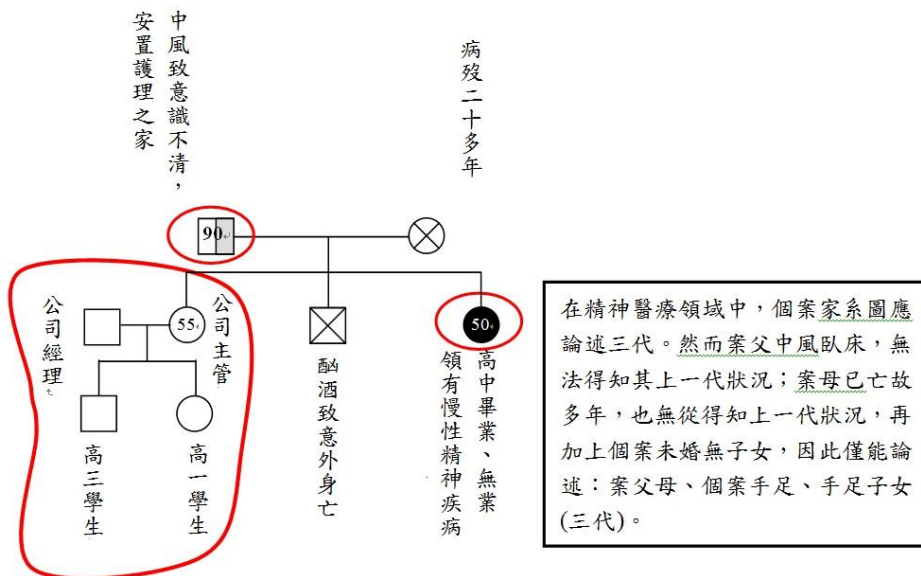 中風致意識不清，
安置護理之家
病歿二十多年
90
公司經理
55
公司主管
高三學生
高一學生
酗酒致意外身亡
50
高中畢業、無業
領有慢性精神疾病
在精神醫療領域中，個案家系圖應
論述三代。然而案父中風臥床，無
法得知其上一代狀況；案母已亡故
多年，也無從得知上一代狀況，再
加上個案未婚無子女，因此僅能論
述：案父母、個案手足、手足子女
(三代)。